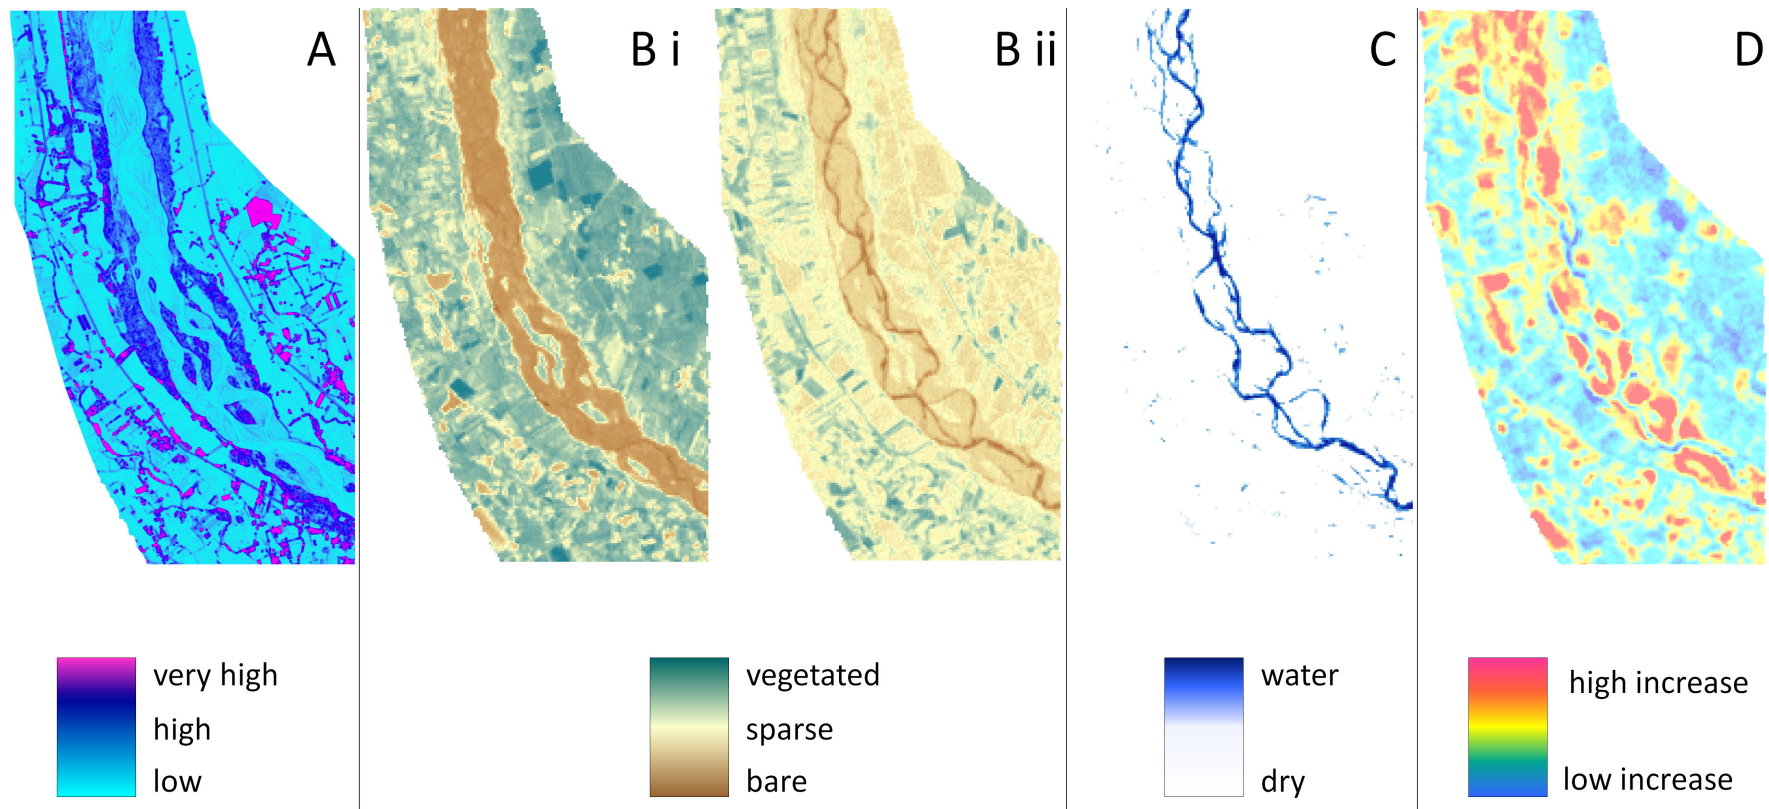 A
B i
B ii
C
D
very high
high
low
vegetated
sparse
bare
water
dry
high increase
low increase